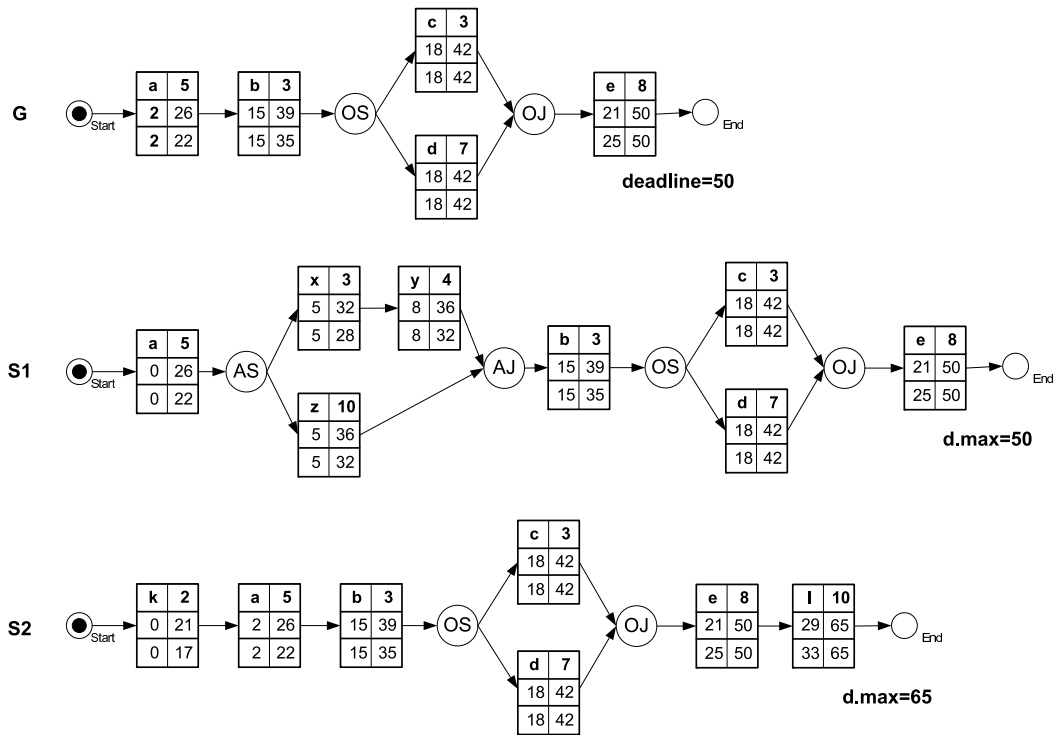 G
Start
a 5
2 26
2 22
b 3
15 39
15 35
OS
c 3
18 42
18 42
d 7
18 42
18 42
OJ
e 8
21 50
25 50
End
deadline=50
S1
Start
a 5
0 26
0 22
AS
x 3
5 32
5 28
y 4
8 36
8 32
z 10
5 36
5 32
AJ
b 3
15 39
15 35
OS
c 3
18 42
18 42
d 7
18 42
18 42
OJ
e 8
21 50
25 50
End
d.max=50
S2
Start
k 2
0 21
0 17
a 5
2 26
2 22
b 3
15 39
15 35
OS
c 3
18 42
18 42
d 7
18 42
18 42
OJ
e 8
21 50
25 50
l 10
29 65
33 65
End
d.max=65